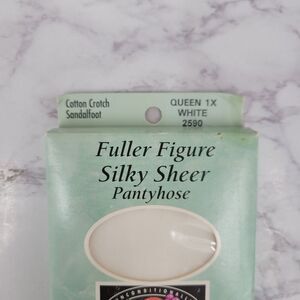 Cotton Crotch
Sandalfoot
QUEEN 1X
WHITE
2590
Fuller Figure
Silky Sheer
Pantyhose